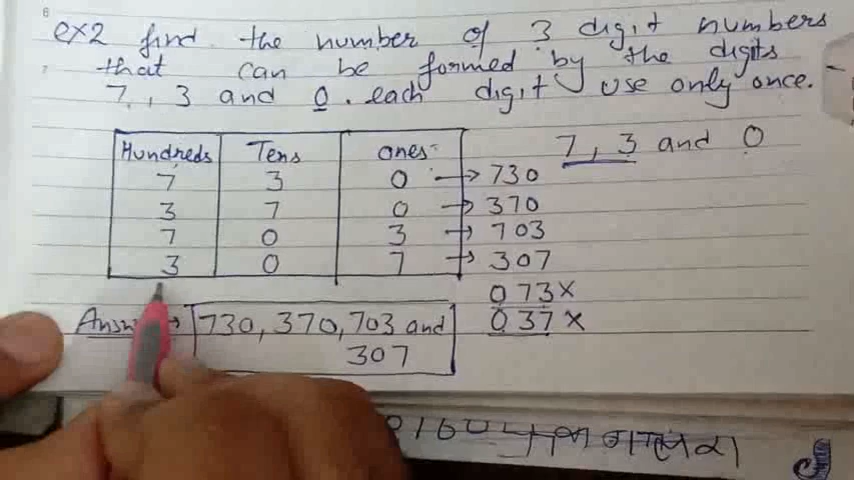 6
ex2 find the number of 3 digit numbers
7 that can be formed by the digits
7, 3 and 0. each digit use only once.
7, 3 and 0
Hundreds Tens ones
7 3 0 → 730
3 7 0 → 370
7 0 3 → 703
3 0 7 → 307
073 x
037 x
730, 370, 703 and
307